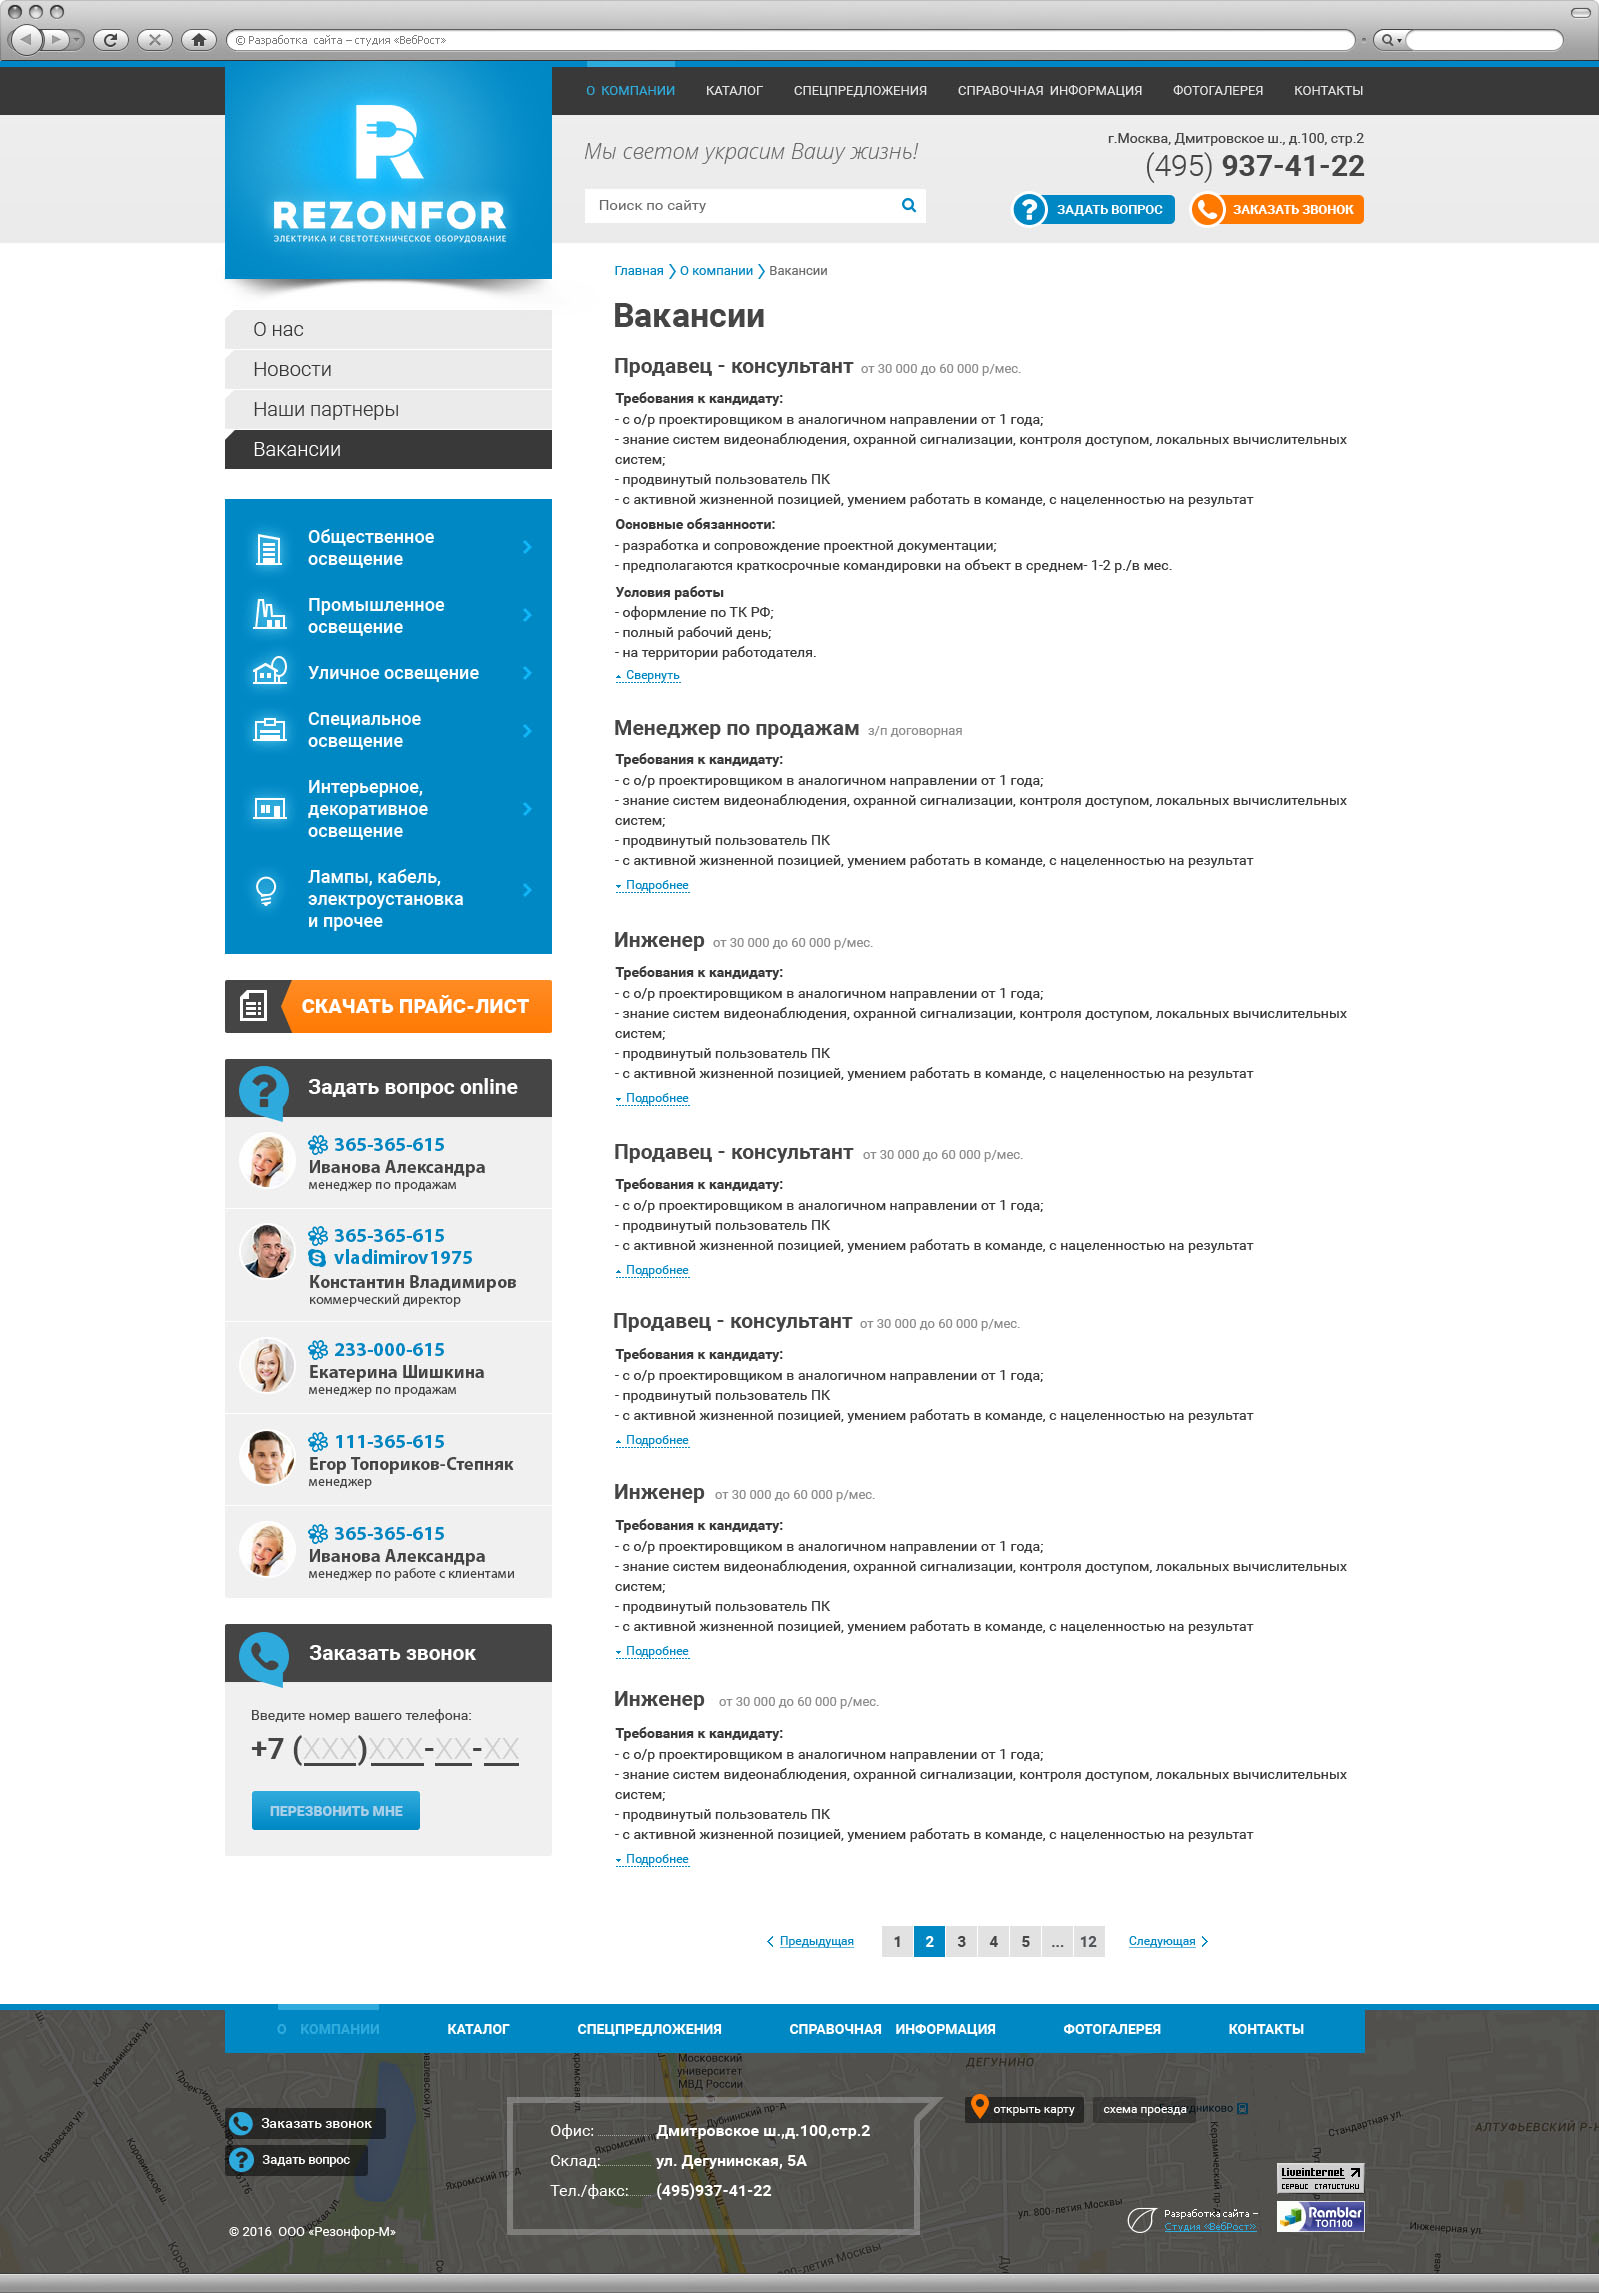 © Разработка сайта – студия «ВебРост»
О КОМПАНИИ КАТАЛОГ СПЕЦПРЕДЛОЖЕНИЯ СПРАВОЧНАЯ ИНФОРМАЦИЯ ФОТОГАЛЕРЕЯ КОНТАКТЫ
R
REZONFOR
ЭЛЕКТРИКА И СВЕТОТЕХНИЧЕСКОЕ ОБОРУДОВАНИЕ
Мы светом украсим Вашу жизнь!
Поиск по сайту
г.Москва, Дмитровское ш., д.100, стр.2
(495) 937-41-22
ЗАДАТЬ ВОПРОС
ЗАКАЗАТЬ ЗВОНОК
О нас
Новости
Наши партнеры
Вакансии
Общественное
освещение
Промышленное
освещение
Уличное освещение
Специальное
освещение
Интерьерное,
декоративное
освещение
Лампы, кабель,
электроустановка
и прочее
СКАЧАТЬ ПРАЙС-ЛИСТ
Задать вопрос online
365-365-615
Иванова Александра
менеджер по продажам
365-365-615
vladimirov1975
Константин Владимиров
коммерческий директор
233-000-615
Екатерина Шишкина
менеджер по продажам
111-365-615
Егор Топориков-Степняк
менеджер
365-365-615
Иванова Александра
менеджер по работе с клиентами
Заказать звонок
Введите номер вашего телефона:
+7 (XXX)XXX-XX-XX
ПЕРЕЗВОНИТЬ МНЕ
Главная О компании Вакансии
Вакансии
Продавец - консультант от 30 000 до 60 000 р/мес.
Требования к кандидату:
- с о/р проектировщиком в аналогичном направлении от 1 года;
- знание систем видеонаблюдения, охранной сигнализации, контроля доступом, локальных вычислительных
систем;
- продвинутый пользователь ПК
- с активной жизненной позицией, умением работать в команде, с нацеленностью на результат
Основные обязанности:
- разработка и сопровождение проектной документации;
- предполагаются краткосрочные командировки на объект в среднем- 1-2 р./в мес.
Условия работы
- оформление по ТК РФ;
- полный рабочий день;
- на территории работодателя.
Свернуть
Менеджер по продажам з/п договорная
Требования к кандидату:
- с о/р проектировщиком в аналогичном направлении от 1 года;
- знание систем видеонаблюдения, охранной сигнализации, контроля доступом, локальных вычислительных
систем;
- продвинутый пользователь ПК
- с активной жизненной позицией, умением работать в команде, с нацеленностью на результат
Подробнее
Инженер от 30 000 до 60 000 р/мес.
Требования к кандидату:
- с о/р проектировщиком в аналогичном направлении от 1 года;
- знание систем видеонаблюдения, охранной сигнализации, контроля доступом, локальных вычислительных
систем;
- продвинутый пользователь ПК
- с активной жизненной позицией, умением работать в команде, с нацеленностью на результат
Подробнее
Продавец - консультант от 30 000 до 60 000 р/мес.
Требования к кандидату:
- с о/р проектировщиком в аналогичном направлении от 1 года;
- продвинутый пользователь ПК
- с активной жизненной позицией, умением работать в команде, с нацеленностью на результат
Подробнее
Продавец - консультант от 30 000 до 60 000 р/мес.
Требования к кандидату:
- с о/р проектировщиком в аналогичном направлении от 1 года;
- продвинутый пользователь ПК
- с активной жизненной позицией, умением работать в команде, с нацеленностью на результат
Подробнее
Инженер от 30 000 до 60 000 р/мес.
Требования к кандидату:
- с о/р проектировщиком в аналогичном направлении от 1 года;
- знание систем видеонаблюдения, охранной сигнализации, контроля доступом, локальных вычислительных
систем;
- продвинутый пользователь ПК
- с активной жизненной позицией, умением работать в команде, с нацеленностью на результат
Подробнее
Инженер от 30 000 до 60 000 р/мес.
Требования к кандидату:
- с о/р проектировщиком в аналогичном направлении от 1 года;
- знание систем видеонаблюдения, охранной сигнализации, контроля доступом, локальных вычислительных
систем;
- продвинутый пользователь ПК
- с активной жизненной позицией, умением работать в команде, с нацеленностью на результат
Подробнее
Предыдущая 1 2 3 4 5 ... 12 Следующая
О КОМПАНИИ КАТАЛОГ СПЕЦПРЕДЛОЖЕНИЯ СПРАВОЧНАЯ ИНФОРМАЦИЯ ФОТОГАЛЕРЕЯ КОНТАКТЫ
Клязьминская ул.
Базовская ул.
Коровинское ш.
Московский
университет
МВД России
Дубнинский пр-д
ДЕГУНИНО
Стандартная ул.
АЛТУФЬЕВСКИЙ Р-Н
Керамический пр-д
ул. 800-летия Москвы
Инженерная ул.
Заказать звонок
Задать вопрос
© 2016 ООО «Резонфор-М»
Офис: Дмитровское ш.,д.100,стр.2
Склад: ул. Дегунинская, 5А
Тел./факс: (495)937-41-22
открыть карту
схема проезда
Разработка сайта –
Студия «ВебРост»
Liveinternet
СЕРВИС СТАТИСТИКИ
Rambler
ТОП100